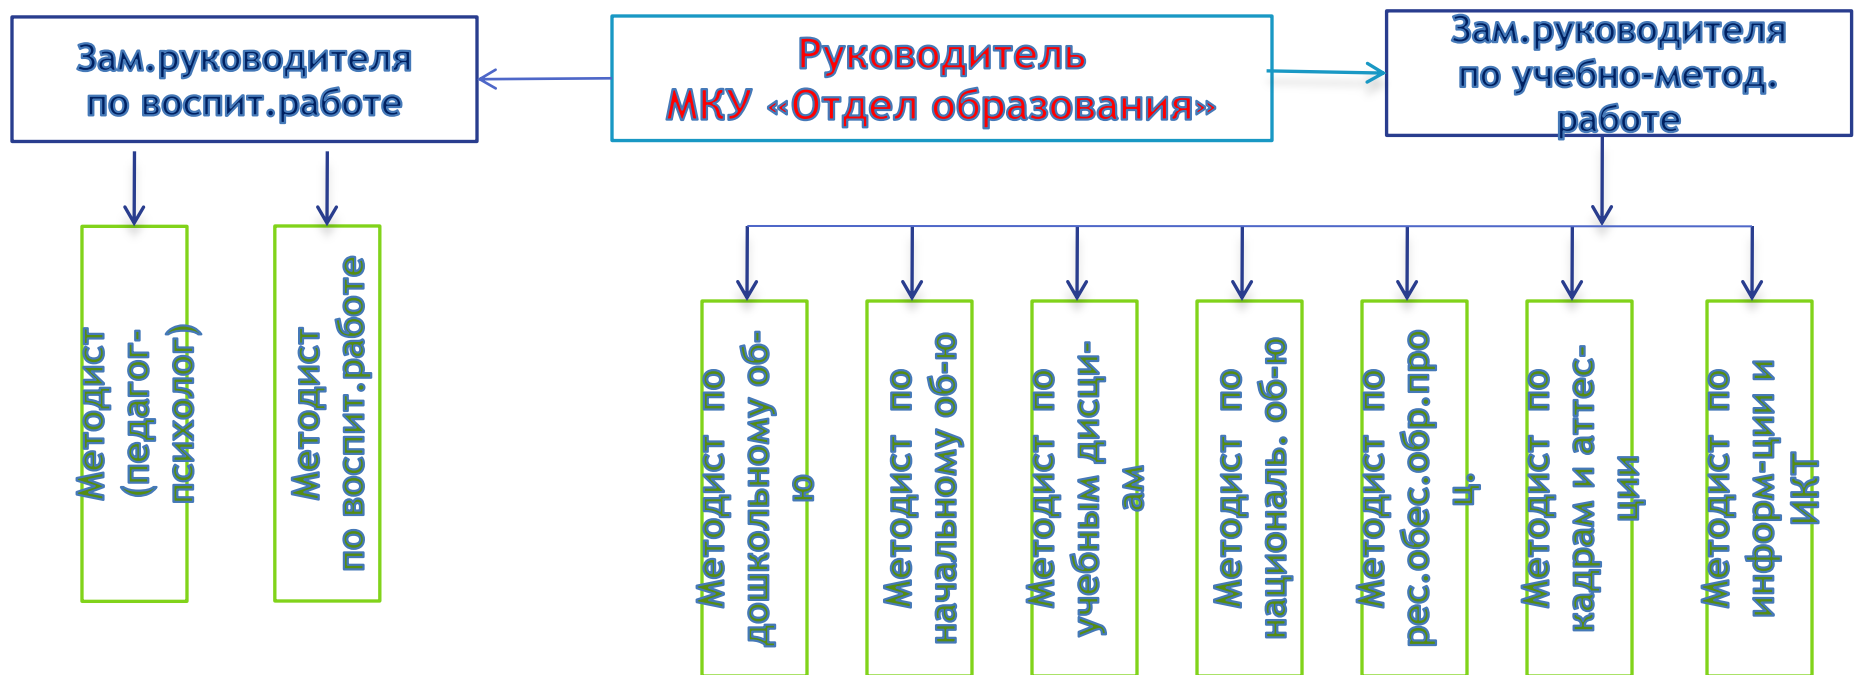 Зам.руководителя
по воспит.работе
Руководитель
МКУ «Отдел образования»
Зам.руководителя
по учебно-метод.
работе
Методист
(педагог-
психолог)
Методист
по воспит.работе
Методист по
дошкольному об-
ю
Методист по
начальному об-ю
Методист по
учебным дисци-
ам
Методист по
националь. об-ю
Методист по
рес.обес.обр.про
ц.
Методист по
кадрам и аттес-
ции
Методист по
информ-ции и
ИКТ